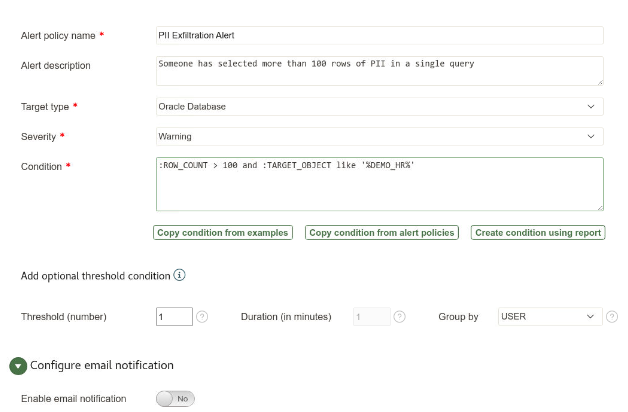 Alert policy name *
PII Exfiltration Alert
Alert description
Someone has selected more than 100 rows of PII in a single query
Target type *
Oracle Database
Severity *
Warning
Condition *
:ROW_COUNT > 100 and :TARGET_OBJECT like '%DEMO_HR%'
Copy condition from examples Copy condition from alert policies Create condition using report
Add optional threshold condition i
Threshold (number) 1 ? Duration (in minutes) 1 ? Group by USER ?
Configure email notification
Enable email notification No